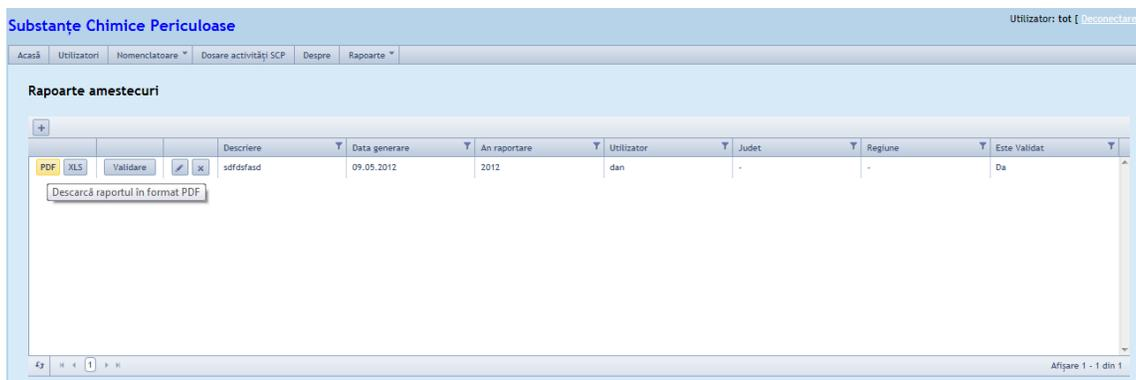 Utilizator: tot [ Deconectare
Substanțe Chimice Periculoase
Acasă Utilizatori Nomenclatoare Dosare activități SCP Despre Rapoarte
Rapoarte amestecuri
+
Descriere Data generare An raportare Utilizator Judet Regiune Este Validat
PDF XLS Validare x sdfdsfasd 09.05.2012 2012 dan - - Da
Descarcă raportul în format PDF
1 Afișare 1 - 1 din 1